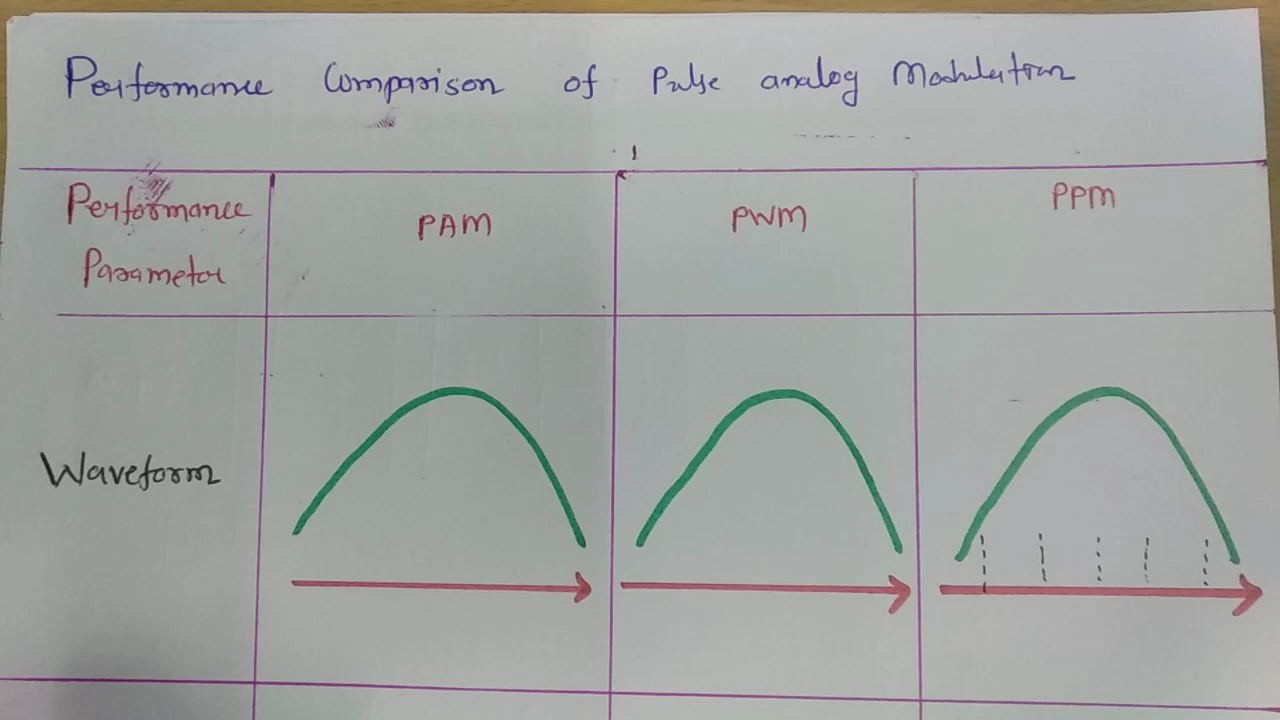 Performance Comparison of Pulse analog Modulation
Performance
Parameter
PAM
PWM
PPM
Waveform